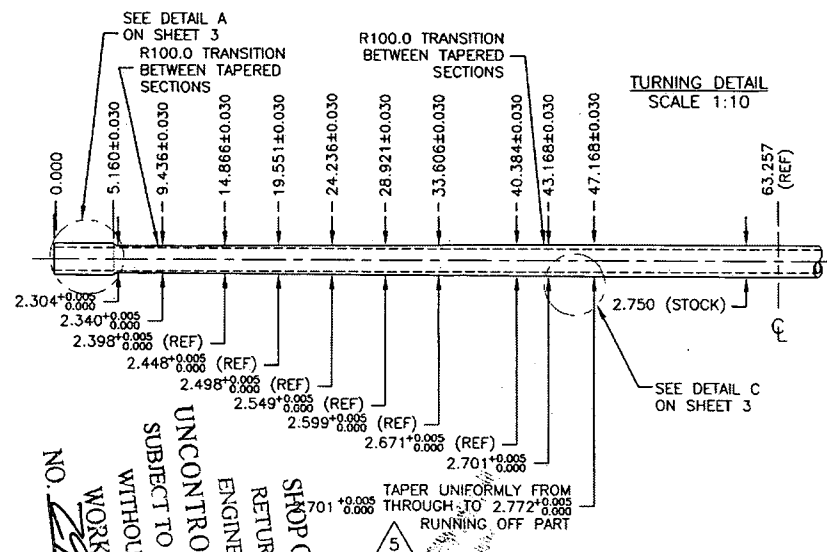 SEE DETAIL A
ON SHEET 3
R100.0 TRANSITION
BETWEEN TAPERED
SECTIONS
R100.0 TRANSITION
BETWEEN TAPERED
SECTIONS
TURNING DETAIL
SCALE 1:10
0.000
5.160±0.030
9.436±0.030
14.866±0.030
19.551±0.030
24.236±0.030
28.921±0.030
33.606±0.030
40.384±0.030
43.168±0.030
47.168±0.030
63.257
(REF)
2.304 +0.005 0.000
2.340 +0.005 0.000
2.398 +0.005 0.000 (REF)
2.448 +0.005 0.000 (REF)
2.498 +0.005 0.000 (REF)
2.549 +0.005 0.000 (REF)
2.599 +0.005 0.000 (REF)
2.671 +0.005 0.000 (REF)
2.701 +0.005 0.000
2.750 (STOCK)
℄
SEE DETAIL C
ON SHEET 3
TAPER UNIFORMLY FROM
701 +0.005 0.000 THROUGH TO 2.772 +0.005 0.000
RUNNING OFF PART
5
SHOP
RETUR
ENGINE
UNCONTRO
SUBJECT TO
WITHOU
WORK
NO.